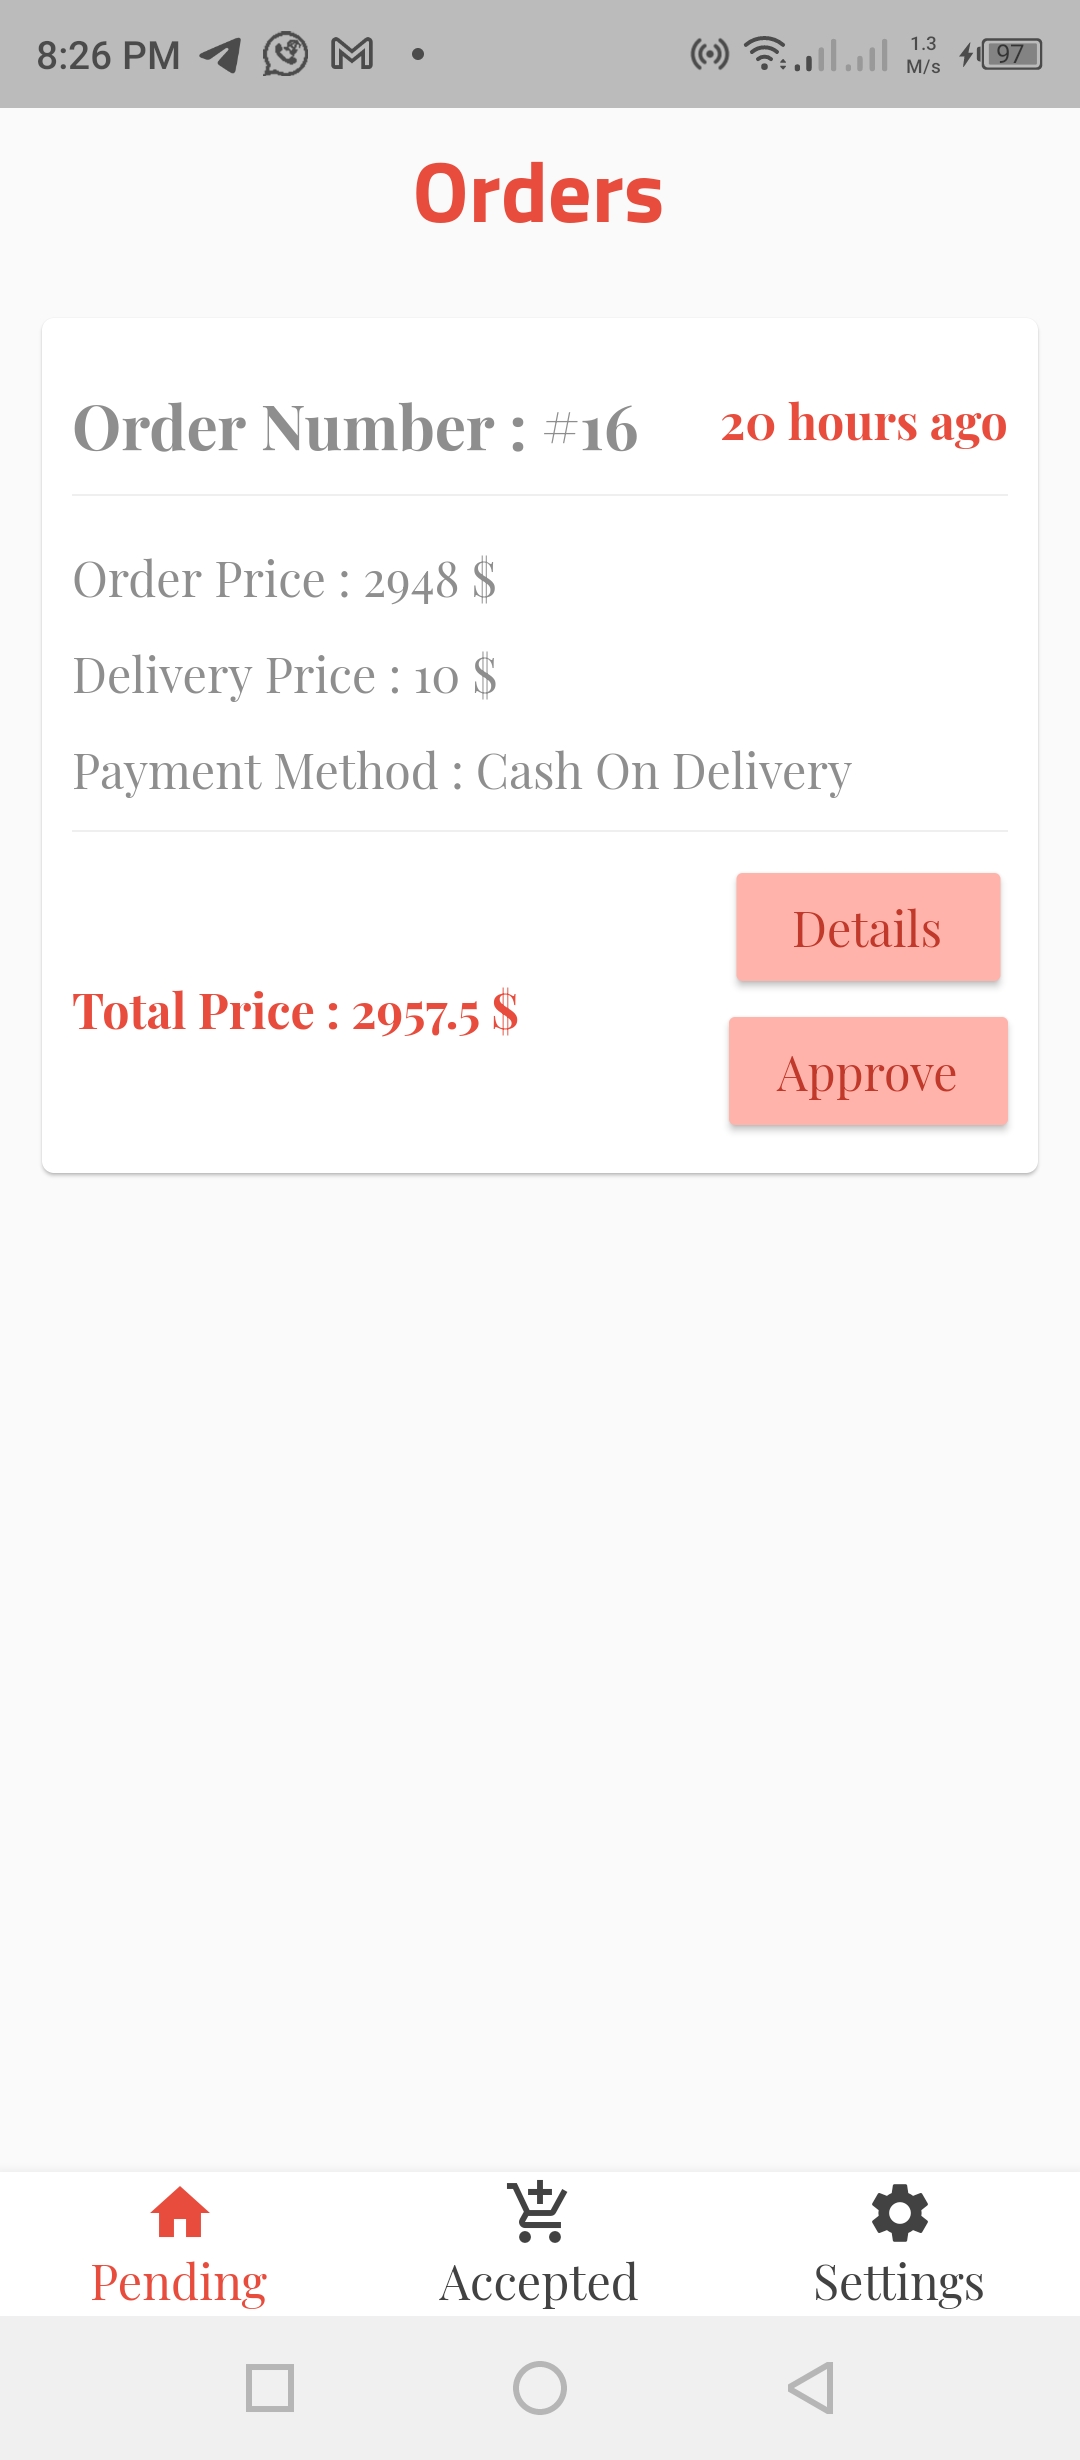 8:26 PM
1.3 M/s
97
Orders
Order Number : #16
20 hours ago
Order Price : 2948 $
Delivery Price : 10 $
Payment Method : Cash On Delivery
Details
Total Price : 2957.5 $
Approve
Pending
Accepted
Settings